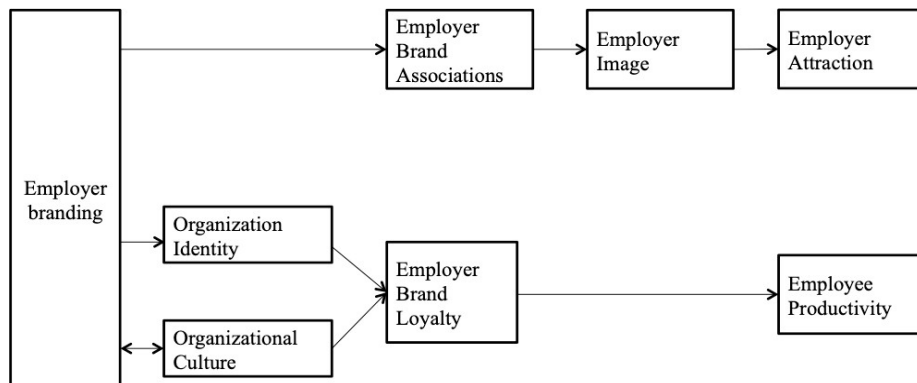 Employer
Brand
Associations
Employer
Image
Employer
Attraction
Employer
branding
Organization
Identity
Employer
Brand
Loyalty
Employee
Productivity
Organizational
Culture